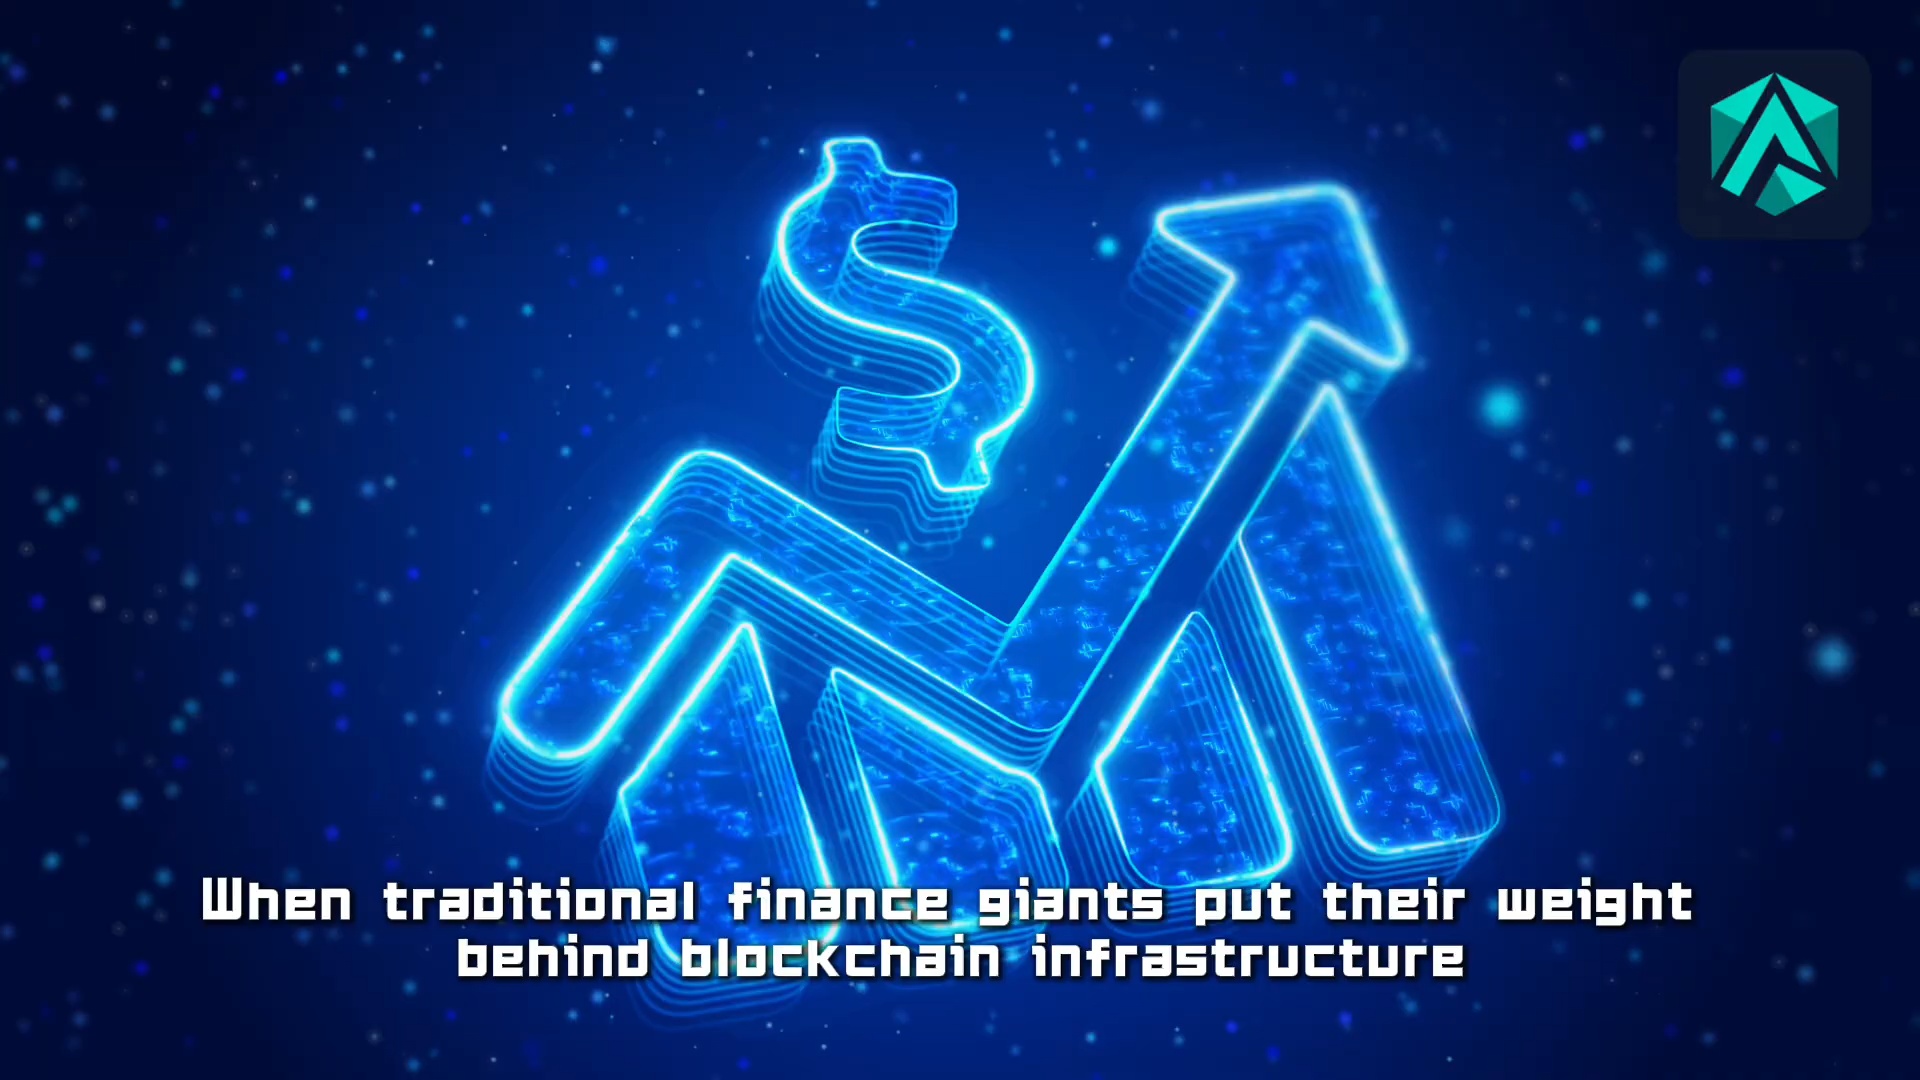 When traditional finance giants put their weight
behind blockchain infrastructure